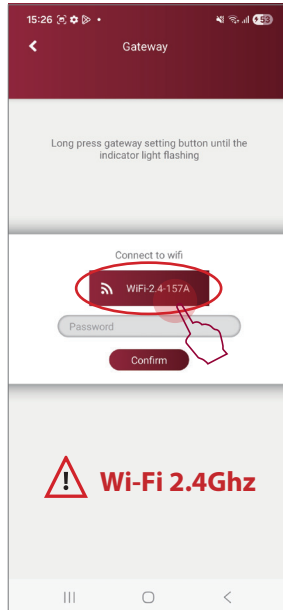 15:26
53
Gateway
Long press gateway setting button until the
indicator light flashing
Connect to wifi
WiFi-2.4-157A
Password
Confirm
Wi-Fi 2.4Ghz